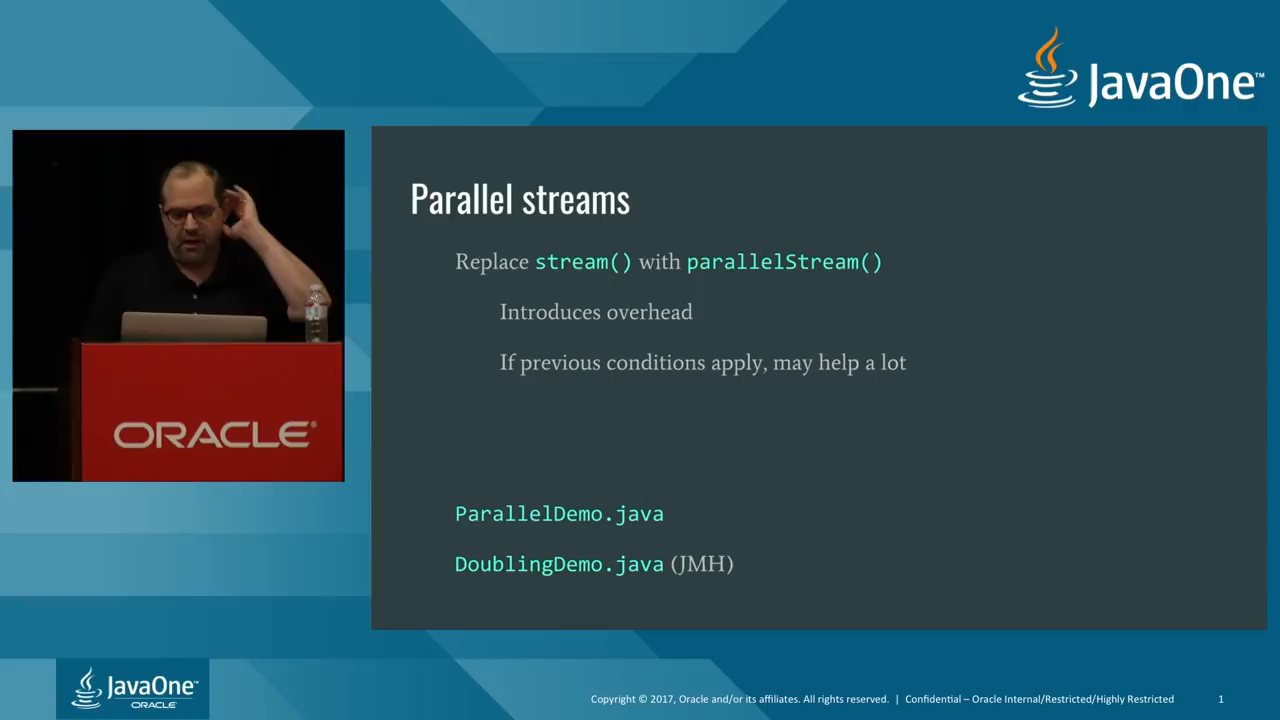 JavaOne™
Parallel streams
Replace stream() with parallelStream()
Introduces overhead
If previous conditions apply, may help a lot
ORACLE®
ParallelDemo.java
DoublingDemo.java (JMH)
JavaOne™
ORACLE
Copyright © 2017, Oracle and/or its affiliates. All rights reserved. | Confidential – Oracle Internal/Restricted/Highly Restricted 1